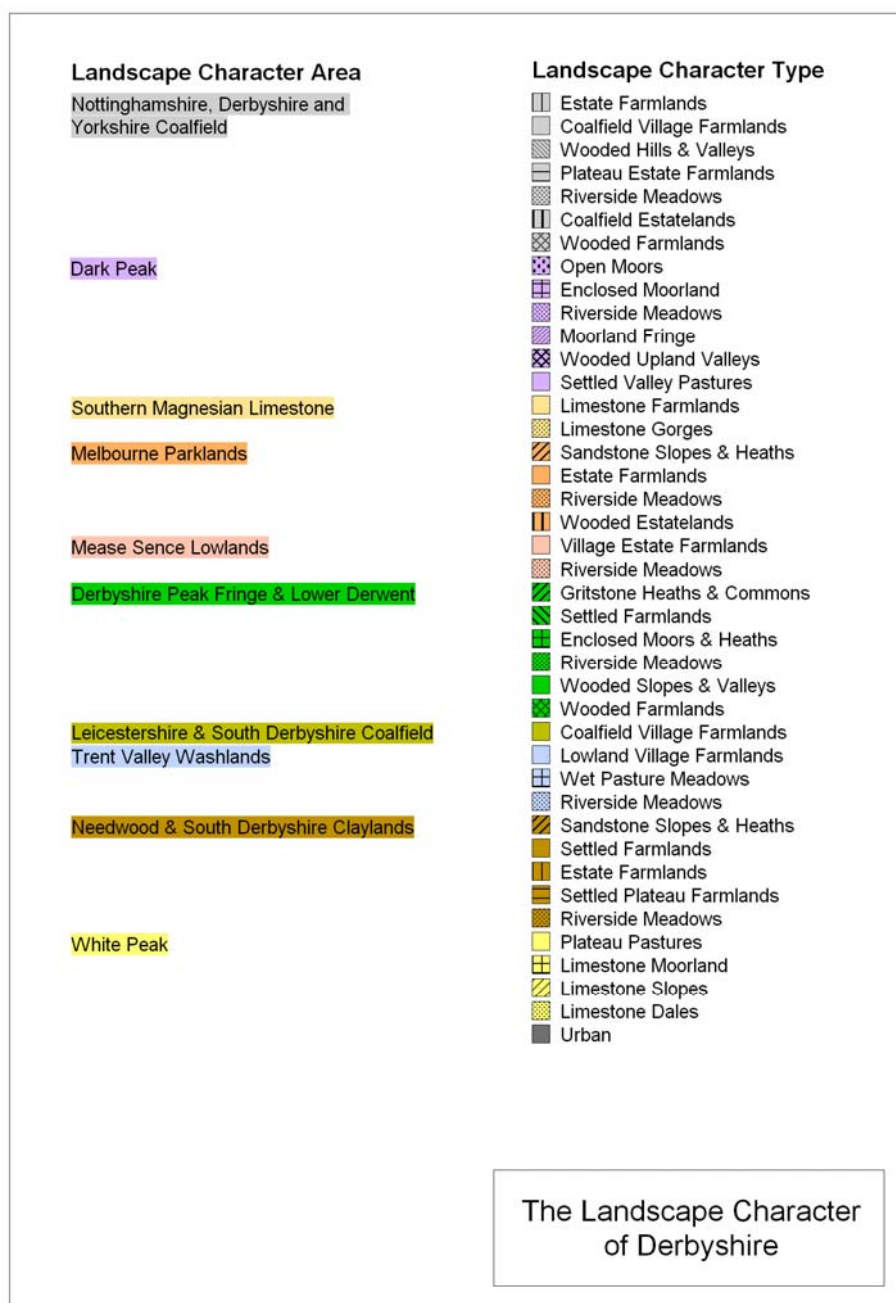 Landscape Character Area
Nottinghamshire, Derbyshire and
Yorkshire Coalfield
Dark Peak
Southern Magnesian Limestone
Melbourne Parklands
Mease Sence Lowlands
Derbyshire Peak Fringe & Lower Derwent
Leicestershire & South Derbyshire Coalfield
Trent Valley Washlands
Needwood & South Derbyshire Claylands
White Peak
Landscape Character Type
Estate Farmlands
Coalfield Village Farmlands
Wooded Hills & Valleys
Plateau Estate Farmlands
Riverside Meadows
Coalfield Estatelands
Wooded Farmlands
Open Moors
Enclosed Moorland
Riverside Meadows
Moorland Fringe
Wooded Upland Valleys
Settled Valley Pastures
Limestone Farmlands
Limestone Gorges
Sandstone Slopes & Heaths
Estate Farmlands
Riverside Meadows
Wooded Estatelands
Village Estate Farmlands
Riverside Meadows
Gritstone Heaths & Commons
Settled Farmlands
Enclosed Moors & Heaths
Riverside Meadows
Wooded Slopes & Valleys
Wooded Farmlands
Coalfield Village Farmlands
Lowland Village Farmlands
Wet Pasture Meadows
Riverside Meadows
Sandstone Slopes & Heaths
Settled Farmlands
Estate Farmlands
Settled Plateau Farmlands
Riverside Meadows
Plateau Pastures
Limestone Moorland
Limestone Slopes
Limestone Dales
Urban
The Landscape Character
of Derbyshire